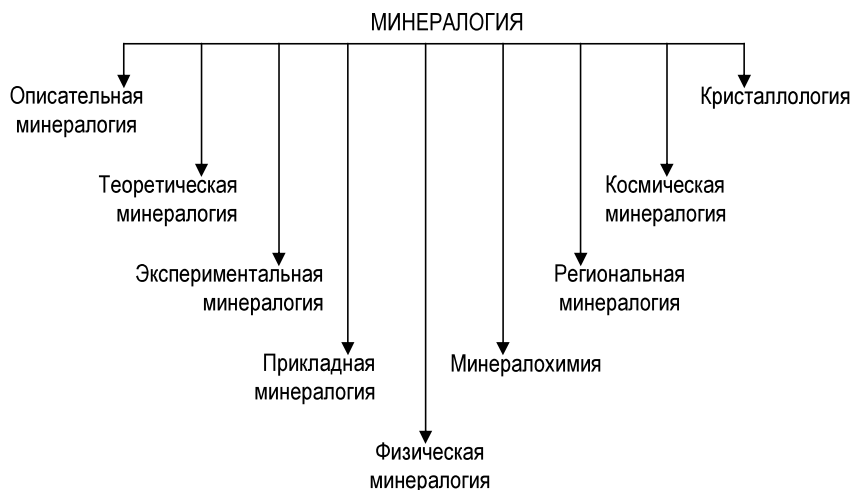 МИНЕРАЛОГИЯ
Описательная
минералогия
Кристаллология
Теоретическая
минералогия
Космическая
минералогия
Экспериментальная
минералогия
Региональная
минералогия
Прикладная
минералогия
Минералохимия
Физическая
минералогия